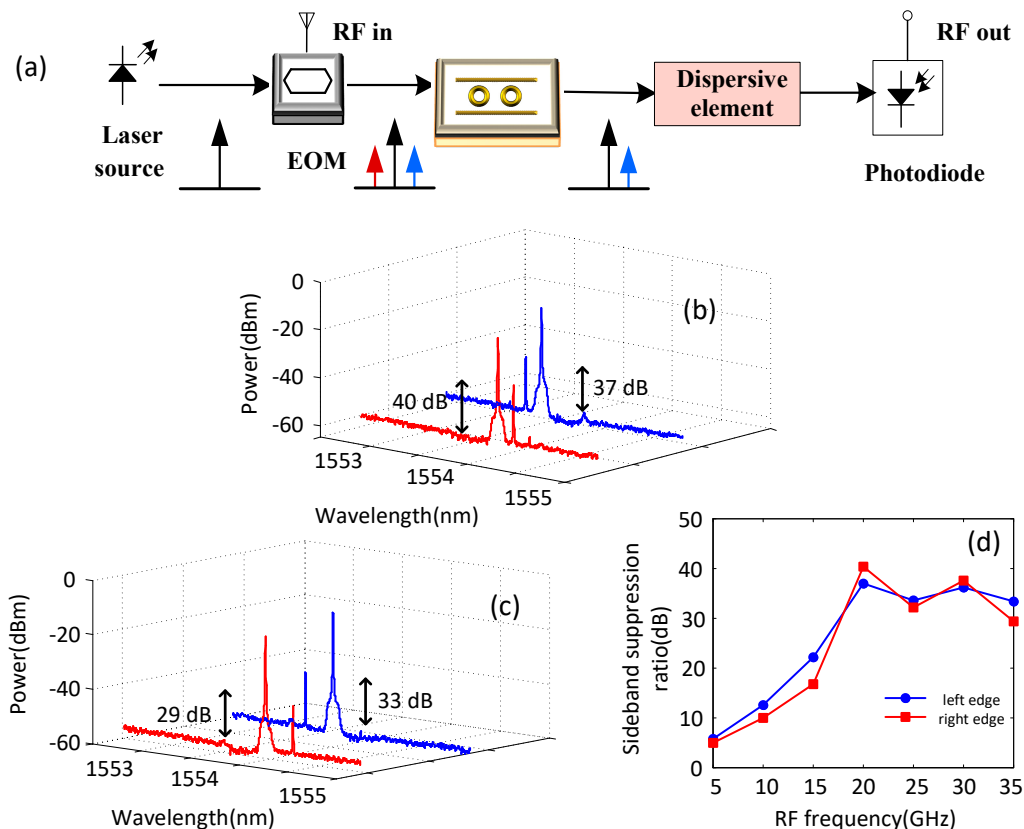 (a)
RF in
RF out
Laser
source
EOM
Dispersive
element
Photodiode
(b)
0
-20
-40
-60
Power(dBm)
40 dB
37 dB
1553
1554
1555
Wavelength(nm)
(c)
0
-20
-40
-60
Power(dBm)
29 dB
33 dB
1553
1554
1555
Wavelength(nm)
(d)
50
40
30
20
10
0
Sideband suppression
ratio(dB)
left edge
right edge
5 10 15 20 25 30 35
RF frequency(GHz)